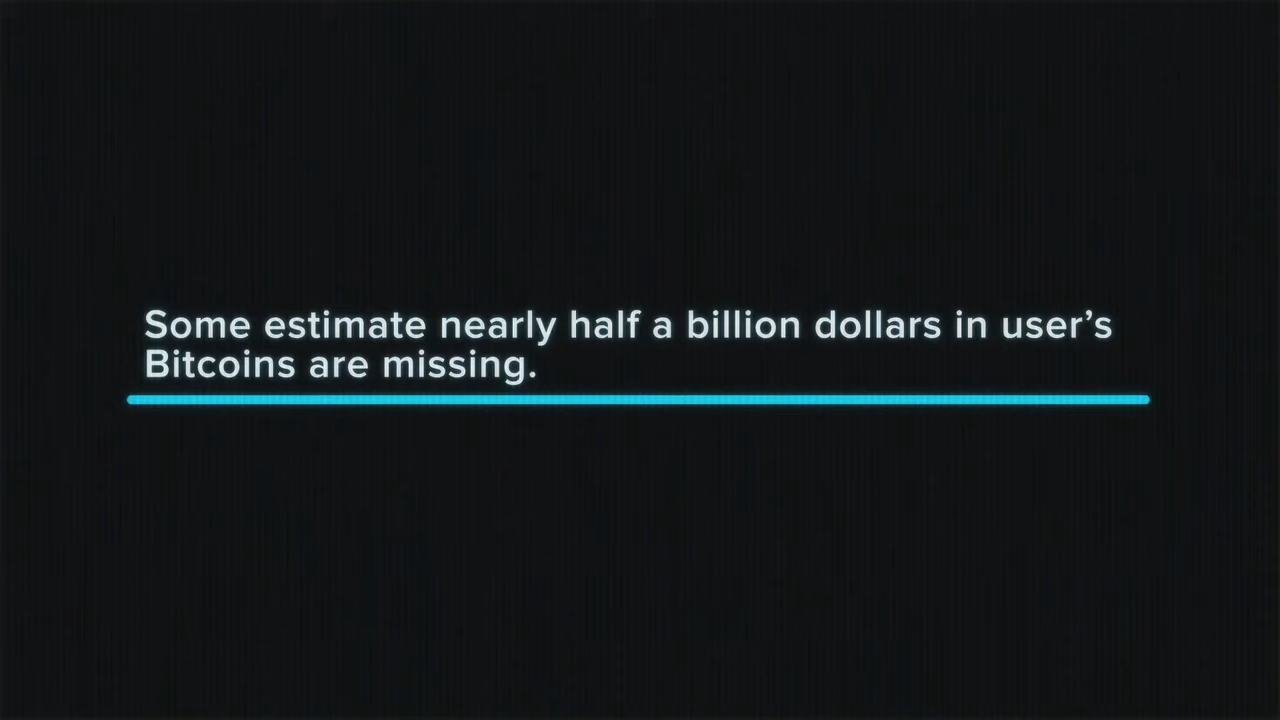 Some estimate nearly half a billion dollars in user’s
Bitcoins are missing.